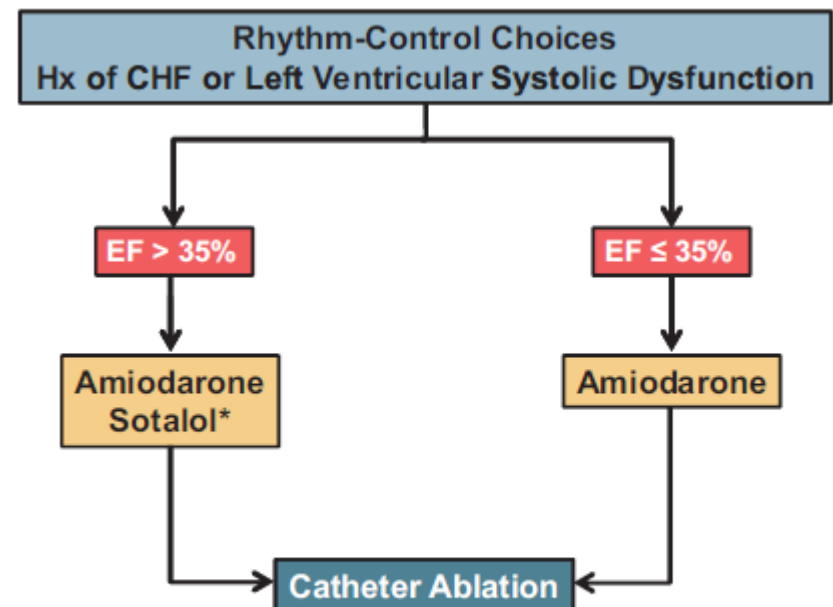 Rhythm-Control Choices
Hx of CHF or Left Ventricular Systolic Dysfunction
EF > 35%
EF ≤ 35%
Amiodarone
Sotalol*
Amiodarone
Catheter Ablation